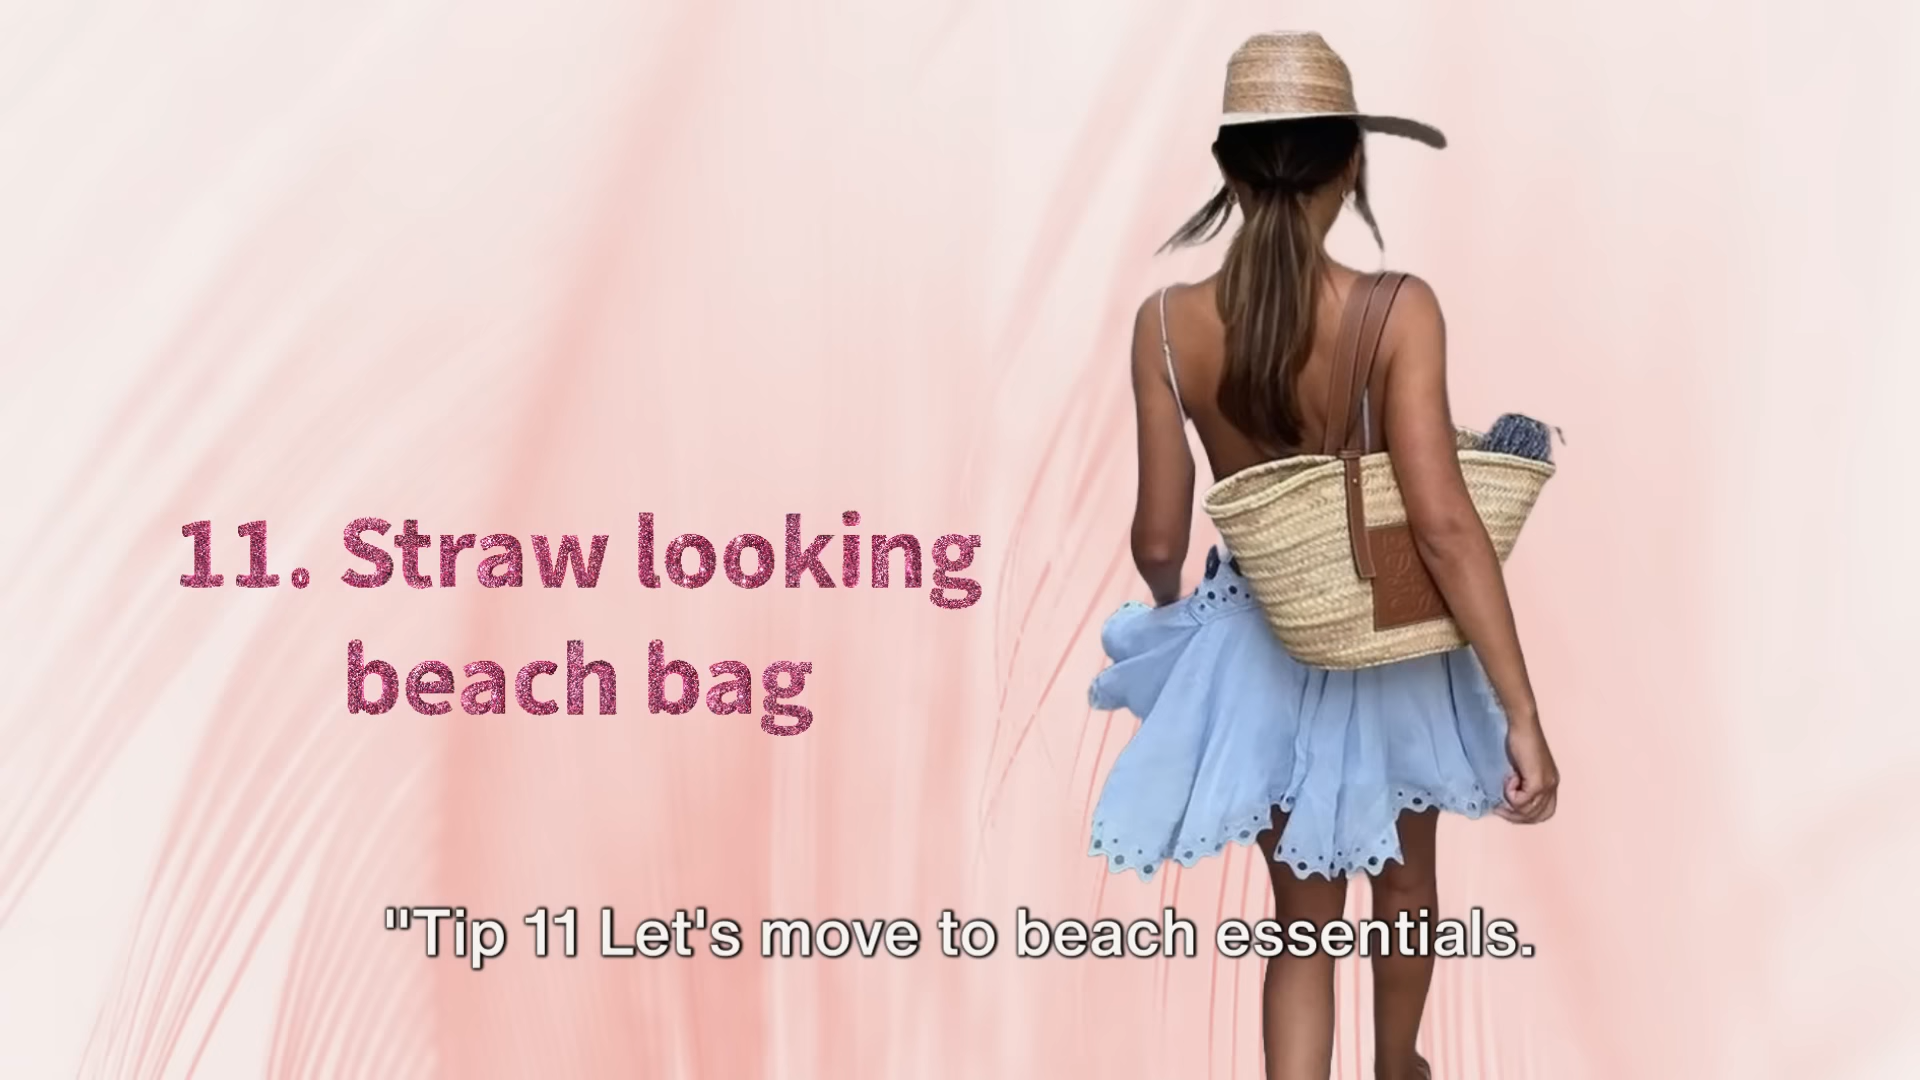 11. Straw looking
beach bag
"Tip 11 Let's move to beach essentials.